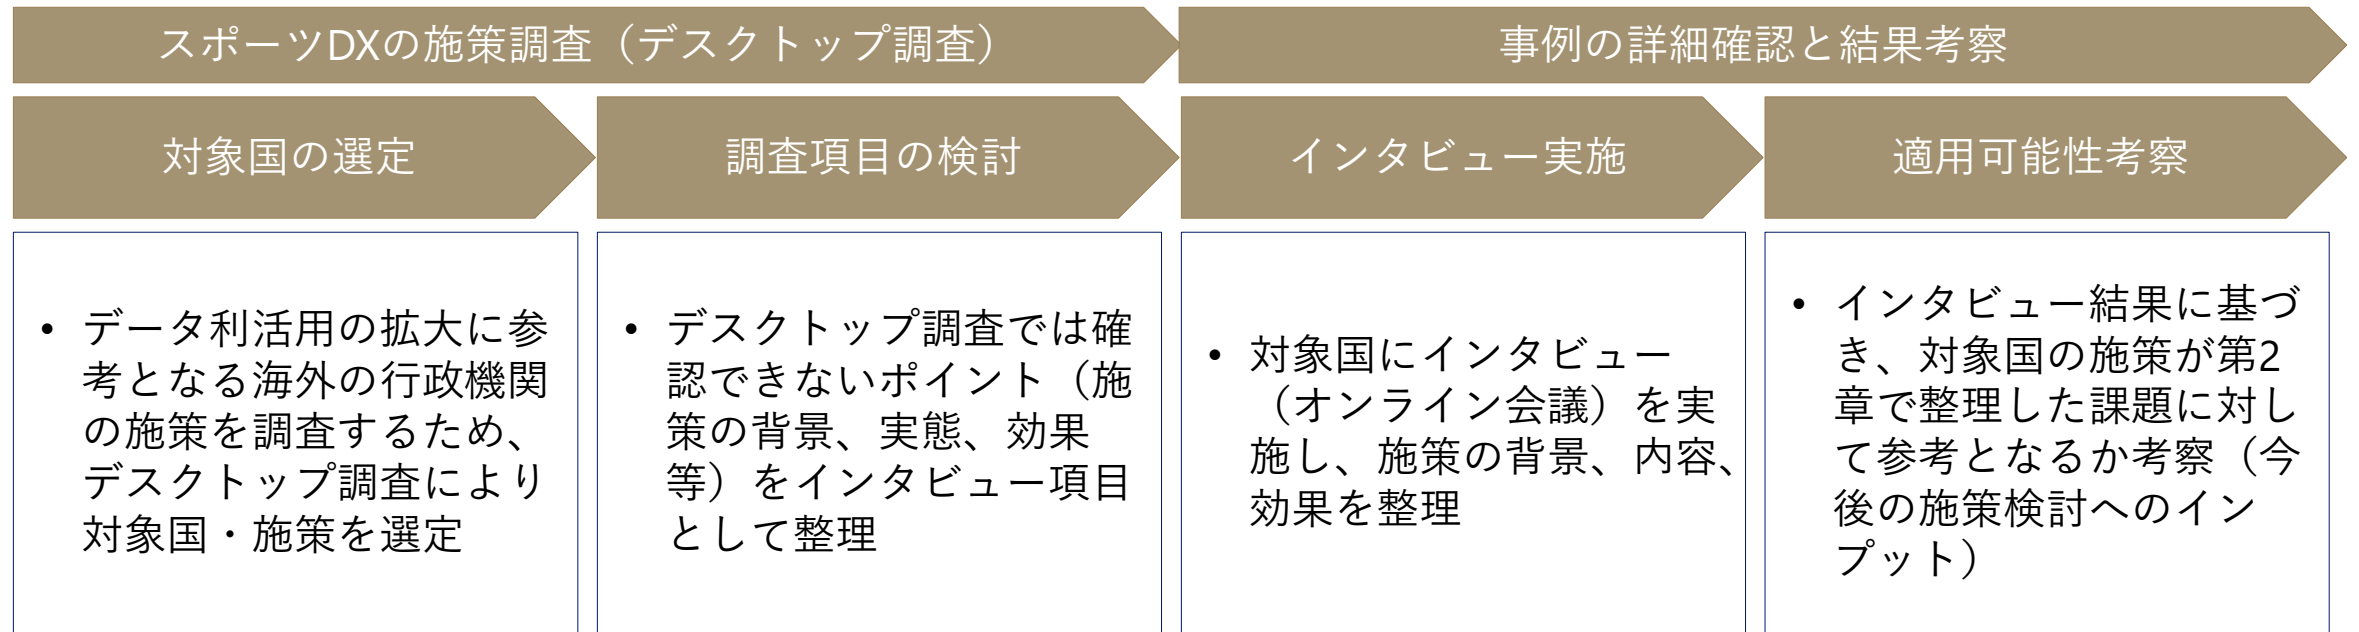 スポーツDXの施策調査（デスクトップ調査）
事例の詳細確認と結果考察
対象国の選定
調査項目の検討
インタビュー実施
適用可能性考察
• データ利活用の拡大に参
考となる海外の行政機関
の施策を調査するため、
デスクトップ調査により
対象国・施策を選定
• デスクトップ調査では確
認できないポイント（施
策の背景、実態、効果
等）をインタビュー項目
として整理
• 対象国にインタビュー
（オンライン会議）を実
施し、施策の背景、内容、
効果を整理
• インタビュー結果に基づ
き、対象国の施策が第2
章で整理した課題に対し
て参考となるか考察（今
後の施策検討へのイン
プット）